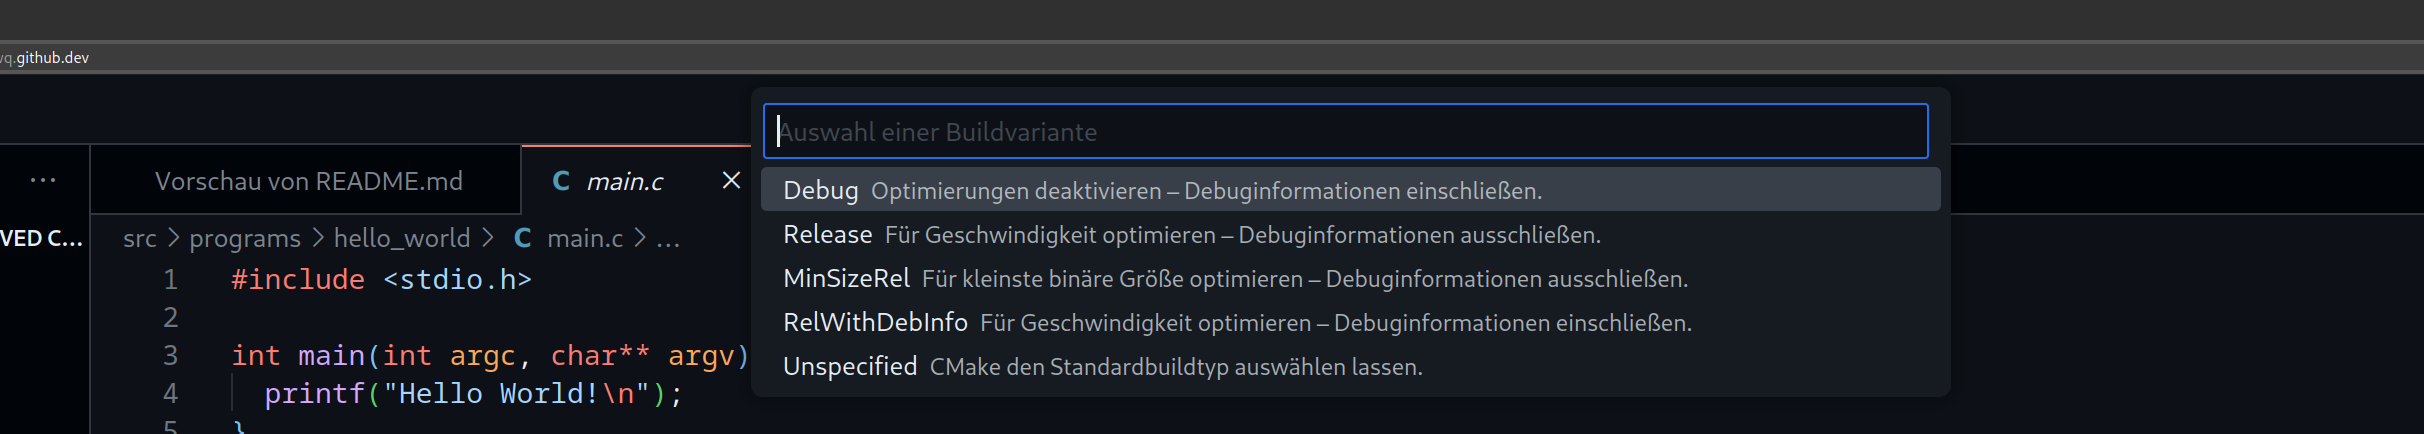 .github.dev
Auswahl einer Buildvariante
Vorschau von README.md
C main.c
Debug Optimierungen deaktivieren – Debuginformationen einschließen.
Release Für Geschwindigkeit optimieren – Debuginformationen ausschließen.
MinSizeRel Für kleinste binäre Größe optimieren – Debuginformationen ausschließen.
RelWithDebInfo Für Geschwindigkeit optimieren – Debuginformationen einschließen.
Unspecified CMake den Standardbuildtyp auswählen lassen.
VED C...
src > programs > hello_world > C main.c > ...
1 #include <stdio.h>
2
3 int main(int argc, char** argv)
4 printf("Hello World!\n");
5 }